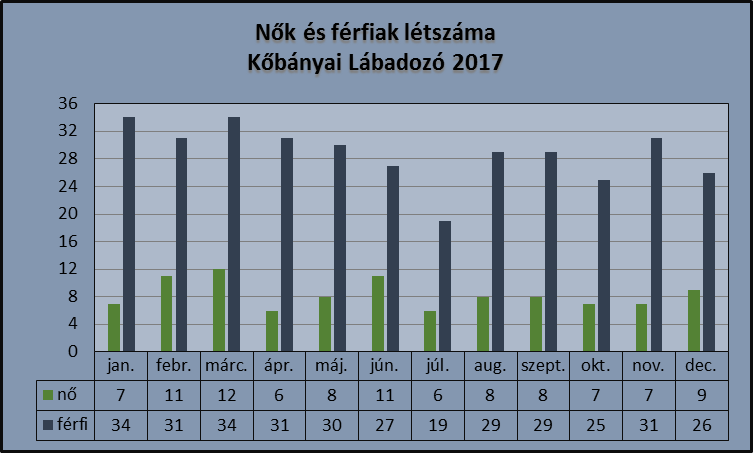 Nők és férfiak létszáma
Kőbányai Lábadozó 2017
36
32
28
24
20
16
12
8
4
0
jan. febr. márc. ápr. máj. jún. júl. aug. szept. okt. nov. dec.
nő 7 11 12 6 8 11 6 8 8 7 7 9
férfi 34 31 34 31 30 27 19 29 29 25 31 26